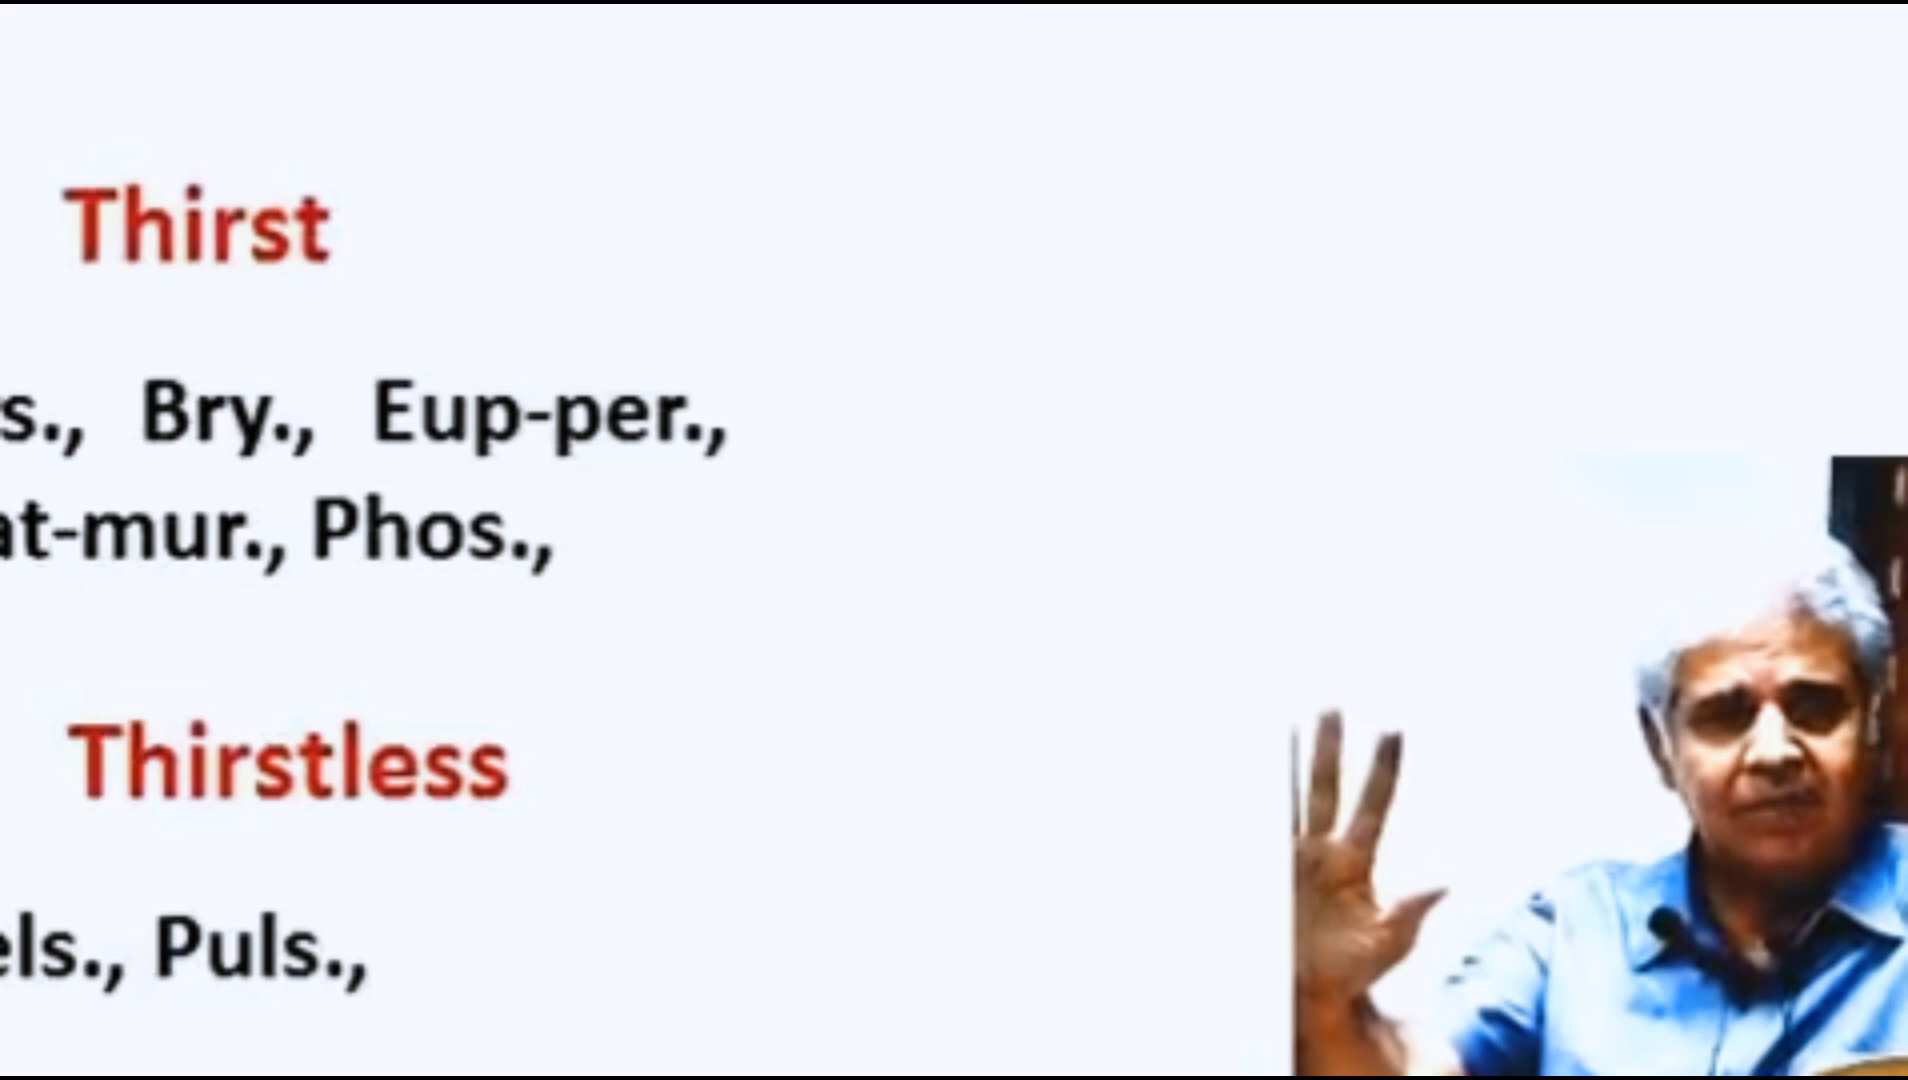 Thirst
s., Bry., Eup-per.,
at-mur., Phos.,
Thirstless
els., Puls.,